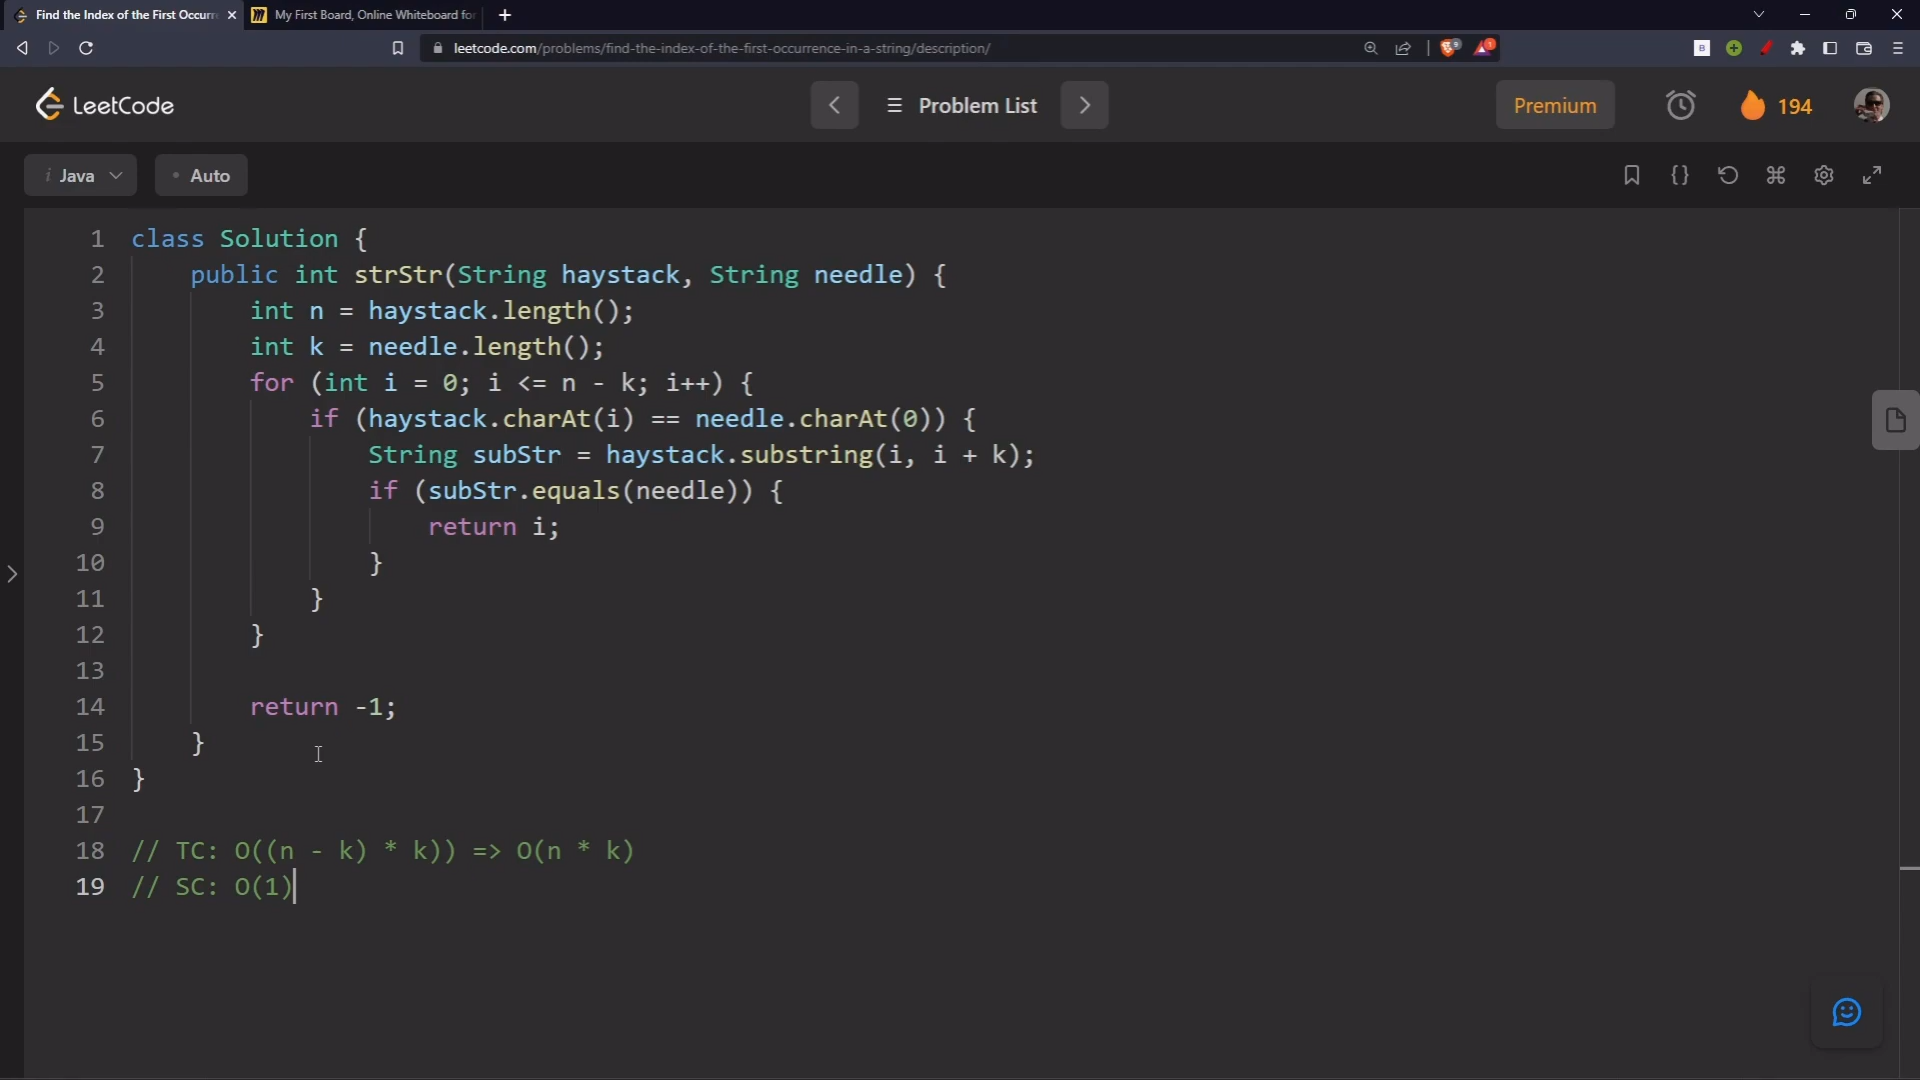 Find the Index of the First Occurr
My First Board, Online Whiteboard for
leetcode.com/problems/find-the-index-of-the-first-occurrence-in-a-string/description/
LeetCode
Problem List
Premium
194
i Java
Auto
1 class Solution {
2 public int strStr(String haystack, String needle) {
3 int n = haystack.length();
4 int k = needle.length();
5 for (int i = 0; i <= n - k; i++) {
6 if (haystack.charAt(i) == needle.charAt(0)) {
7 String subStr = haystack.substring(i, i + k);
8 if (subStr.equals(needle)) {
9 return i;
10 }
11 }
12 }
13
14 return -1;
15 }
16 }
17
18 // TC: O((n - k) * k)) => O(n * k)
19 // SC: O(1)